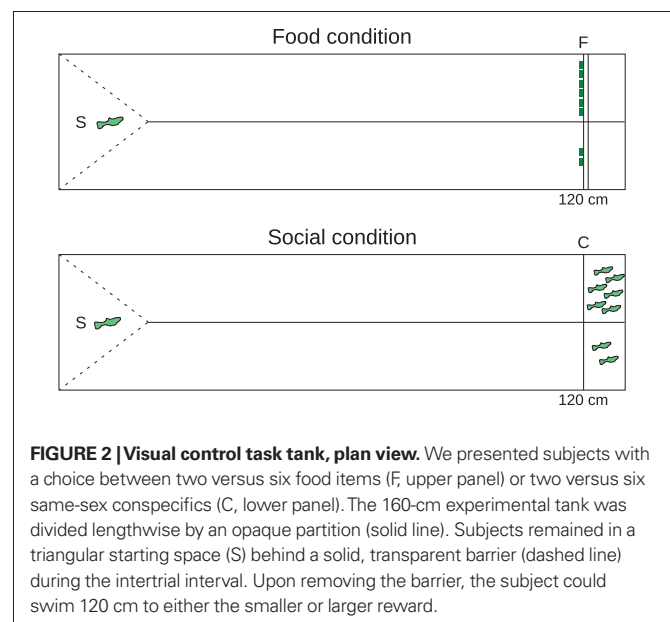 Food condition
F
S
120 cm
Social condition
C
S
120 cm
FIGURE 2 | Visual control task tank, plan view. We presented subjects with
a choice between two versus six food items (F, upper panel) or two versus six
same-sex conspecifics (C, lower panel). The 160-cm experimental tank was
divided lengthwise by an opaque partition (solid line). Subjects remained in a
triangular starting space (S) behind a solid, transparent barrier (dashed line)
during the intertrial interval. Upon removing the barrier, the subject could
swim 120 cm to either the smaller or larger reward.